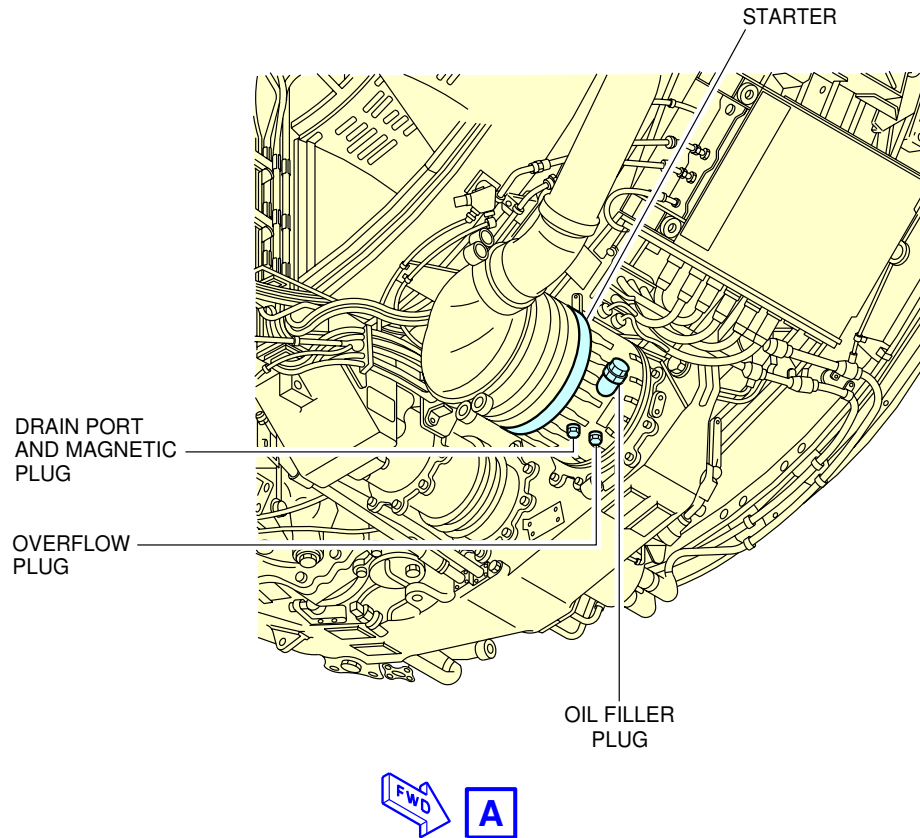 STARTER
DRAIN PORT
AND MAGNETIC
PLUG
OVERFLOW
PLUG
OIL FILLER
PLUG
FWD
A